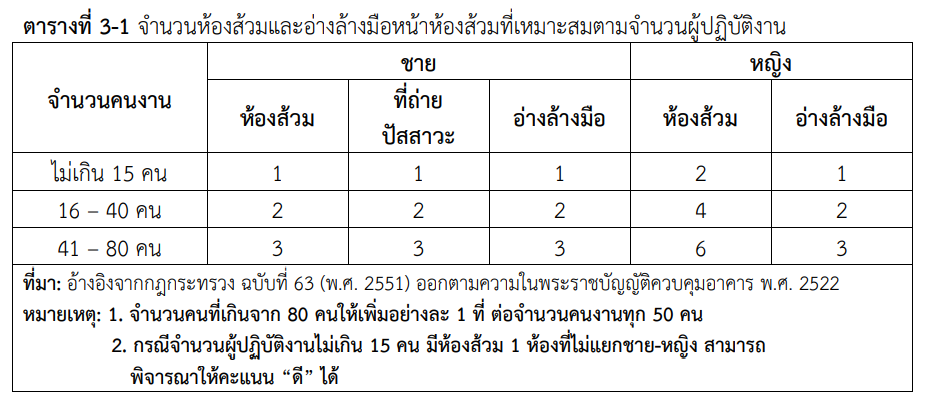 ตารางที่ 3-1 จำนวนห้องส้วมและอ่างล้างมือหน้าห้องส้วมที่เหมาะสมตามจำนวนผู้ปฏิบัติงาน
จำนวนคนงาน ชาย หญิง
ห้องส้วม ที่ถ่ายปัสสาวะ อ่างล้างมือ ห้องส้วม อ่างล้างมือ
ไม่เกิน 15 คน 1 1 1 2 1
16 – 40 คน 2 2 2 4 2
41 – 80 คน 3 3 3 6 3
ที่มา: อ้างอิงจากกฎกระทรวง ฉบับที่ 63 (พ.ศ. 2551) ออกตามความในพระราชบัญญัติควบคุมอาคาร พ.ศ. 2522
หมายเหตุ: 1. จำนวนคนที่เกินจาก 80 คนให้เพิ่มอย่างละ 1 ที่ ต่อจำนวนคนงานทุก 50 คน
2. กรณีจำนวนผู้ปฏิบัติงานไม่เกิน 15 คน มีห้องส้วม 1 ห้องที่ไม่แยกชาย-หญิง สามารถ
พิจารณาให้คะแนน “ดี” ได้